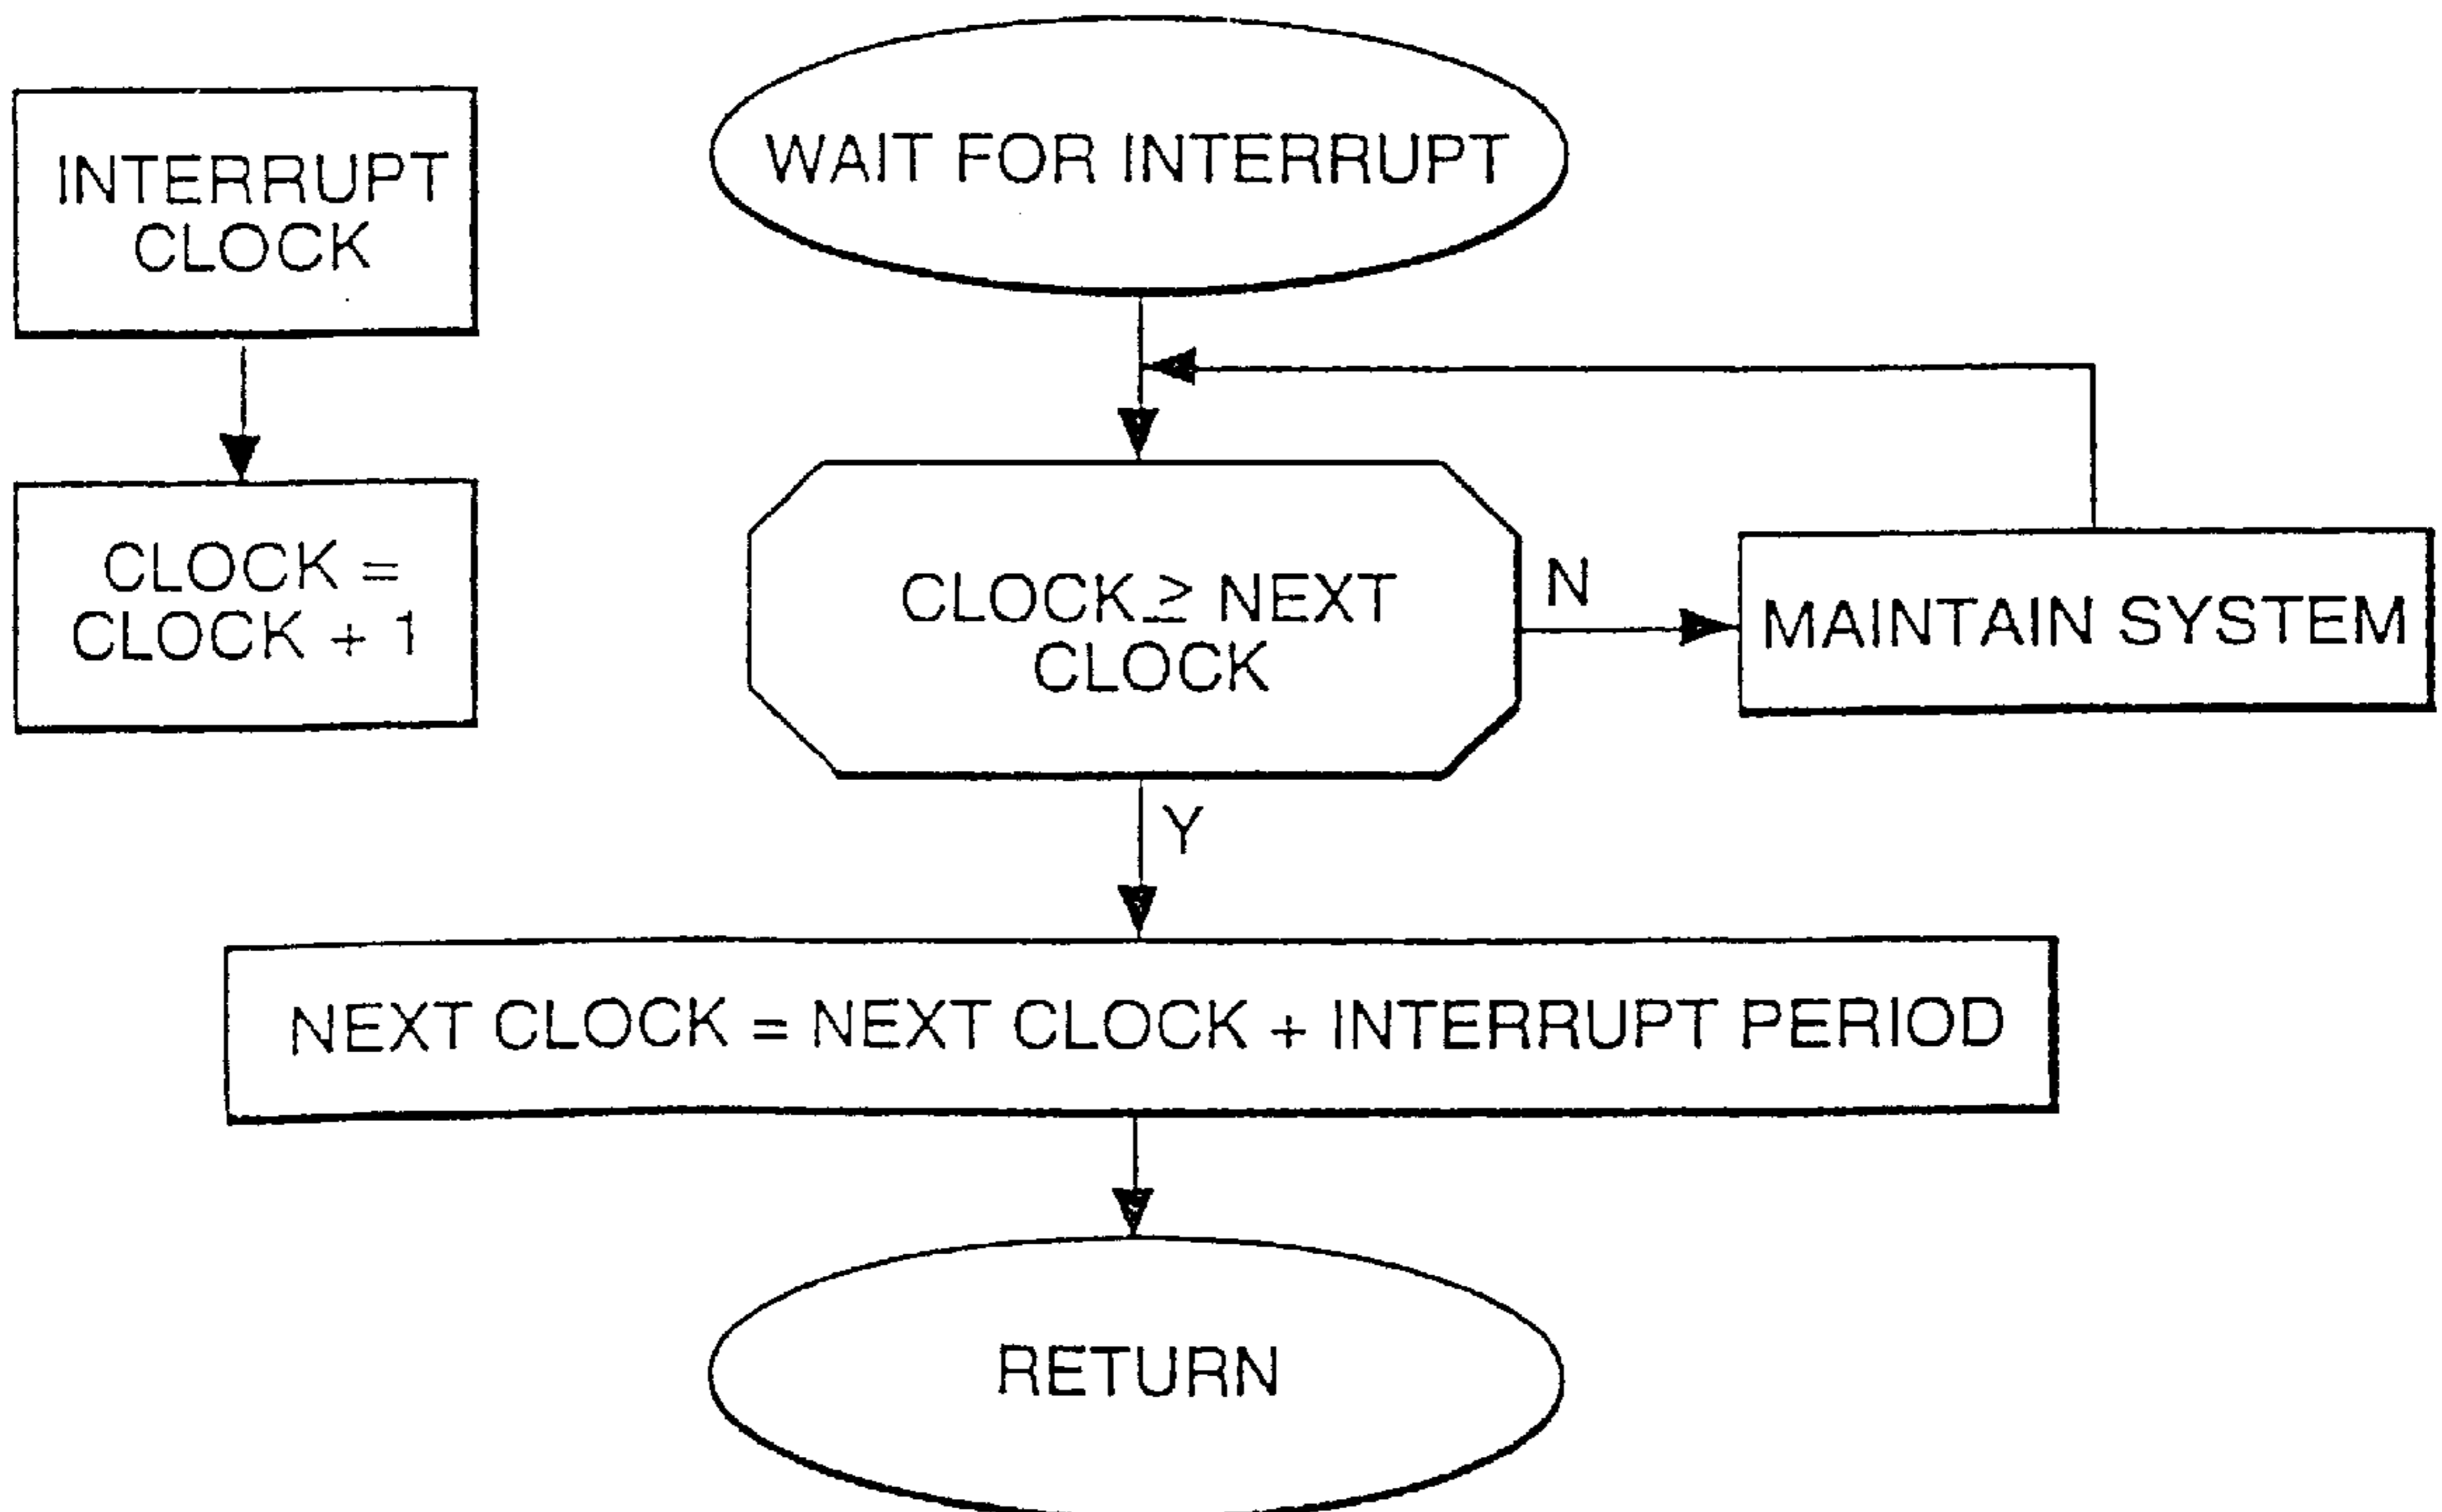 INTERRUPT
CLOCK
CLOCK =
CLOCK + 1
WAIT FOR INTERRUPT
CLOCK ≥ NEXT
CLOCK
N
MAINTAIN SYSTEM
Y
NEXT CLOCK = NEXT CLOCK + INTERRUPT PERIOD
RETURN